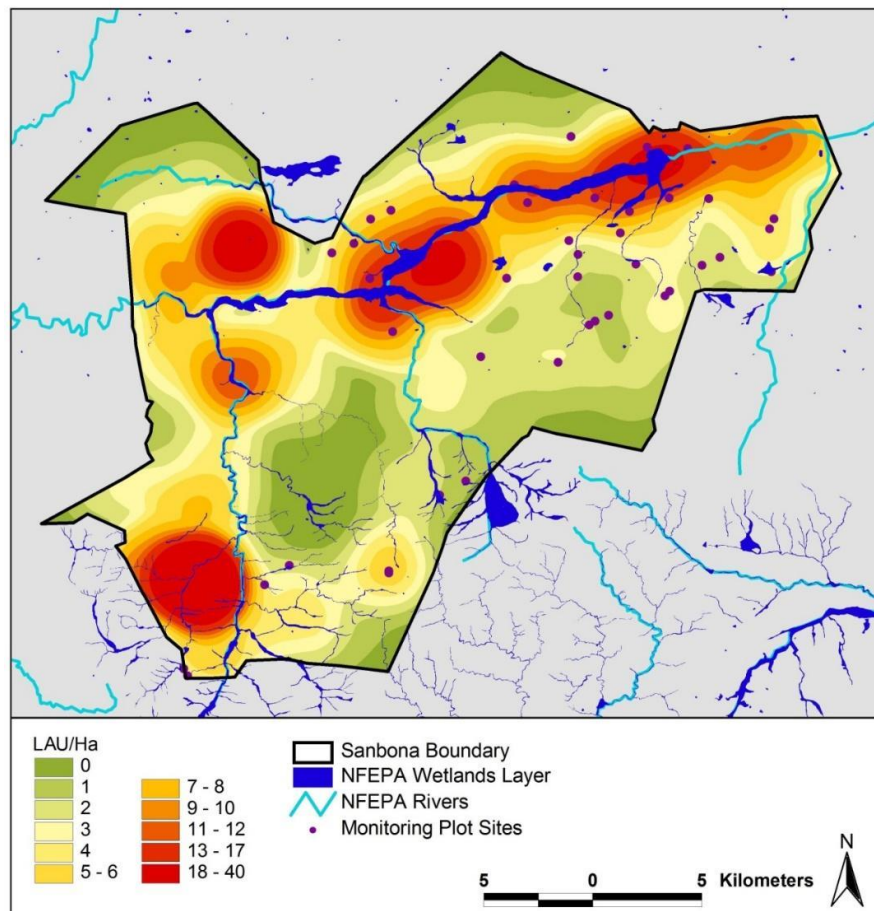 LAU/Ha
0
1
2
3
4
5 - 6
7 - 8
9 - 10
11 - 12
13 - 17
18 - 40
Sanbona Boundary
NFEPA Wetlands Layer
NFEPA Rivers
Monitoring Plot Sites
N
5 0 5 Kilometers